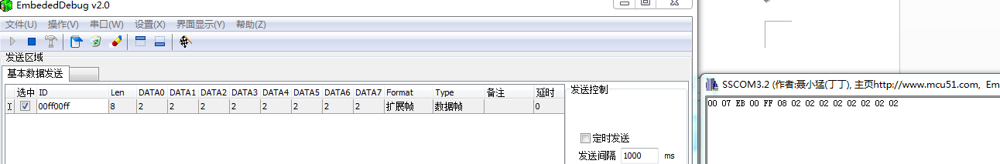 EmbededDebug v2.0
文件(U) 操作(V) 串口(W) 设置(X) 界面显示(Y) 帮助(Z)
发送区域
基本数据发送
选中 ID Len DATA0 DATA1 DATA2 DATA3 DATA4 DATA5 DATA6 DATA7 Format Type 备注 延时
00ff00ff 8 2 2 2 2 2 2 2 2 扩展帧 数据帧 0
发送控制
定时发送
发送间隔 1000 ms
SSCOM3.2 (作者:聂小猛(丁丁), 主页http://www.mcu51.com, Em
00 07 EB 00 FF 08 02 02 02 02 02 02 02 02